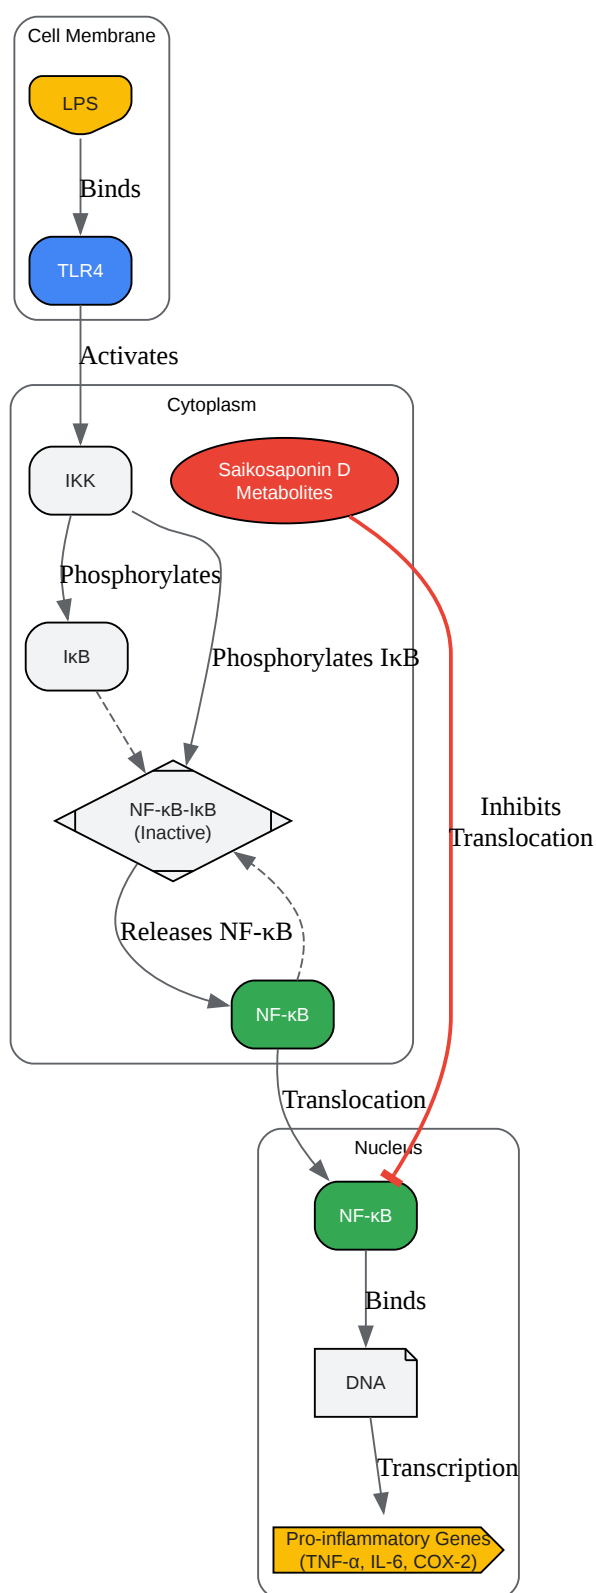 Cell Membrane
LPS
Binds
TLR4
Activates
Cytoplasm
IKK
Saikosaponin D
Metabolites
Phosphorylates
IκB
Phosphorylates IκB
NF-κB-IκB
(Inactive)
Inhibits
Translocation
Releases NF-κB
NF-κB
Translocation
Nucleus
NF-κB
Binds
DNA
Transcription
Pro-inflammatory Genes
(TNF-α, IL-6, COX-2)